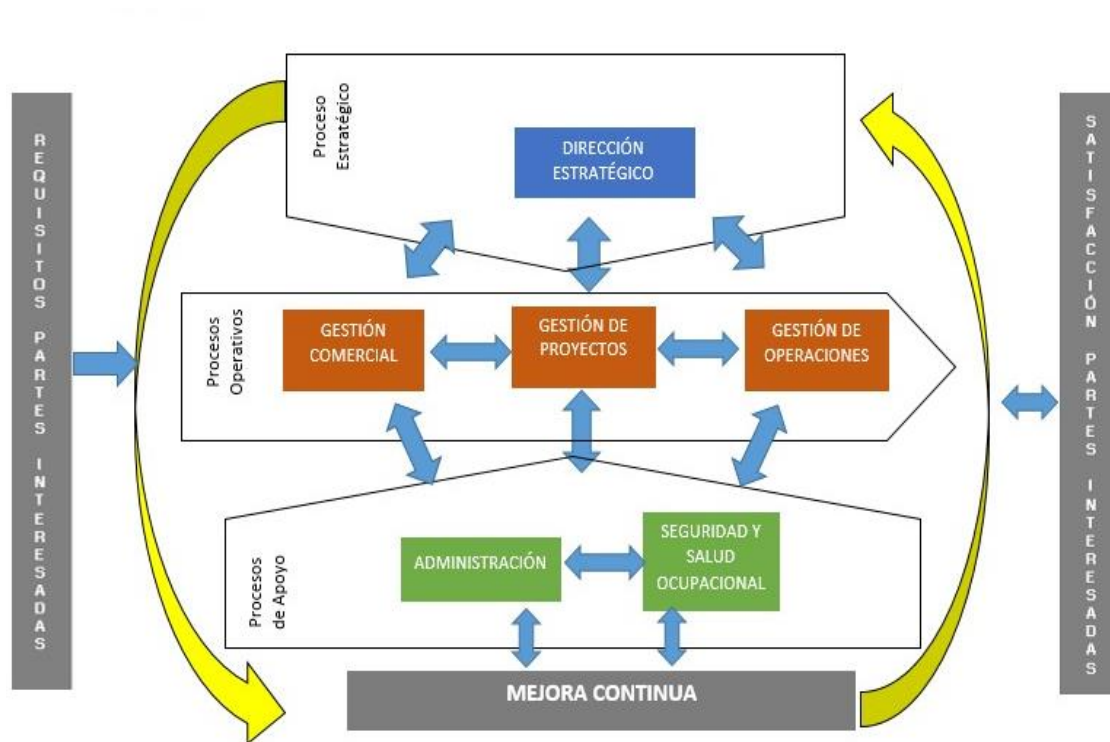 REQUISITOS PARTES INTERESADAS
Proceso
Estratégico
DIRECCIÓN
ESTRATÉGICO
Procesos
Operativos
GESTIÓN
COMERCIAL
GESTIÓN DE
PROYECTOS
GESTIÓN DE
OPERACIONES
Procesos
de Apoyo
ADMINISTRACIÓN
SEGURIDAD Y
SALUD
OCUPACIONAL
MEJORA CONTINUA
SATISFACCIÓN PARTES INTERESADAS